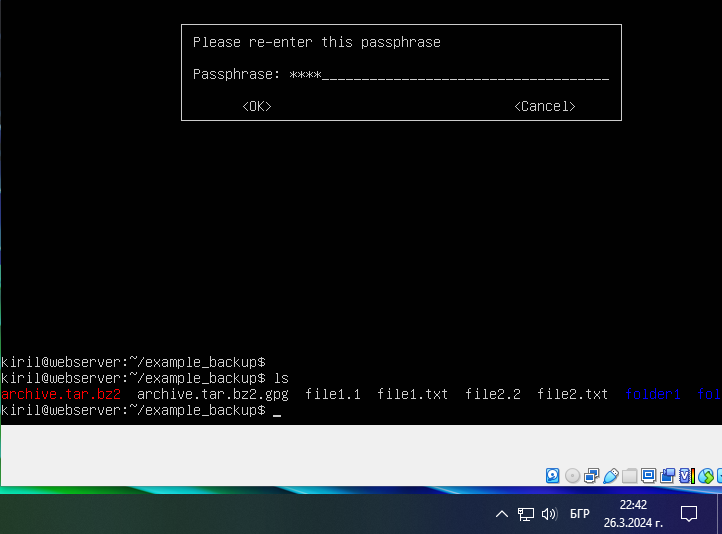 Please re-enter this passphrase
Passphrase: ****_____________________________________
<OK> <Cancel>
kiril@webserver:~/example_backup$
kiril@webserver:~/example_backup$ ls
archive.tar.bz2 archive.tar.bz2.gpg file1.1 file1.txt file2.2 file2.txt folder1 fol
kiril@webserver:~/example_backup$ _
БГР
22:42
26.3.2024 г.